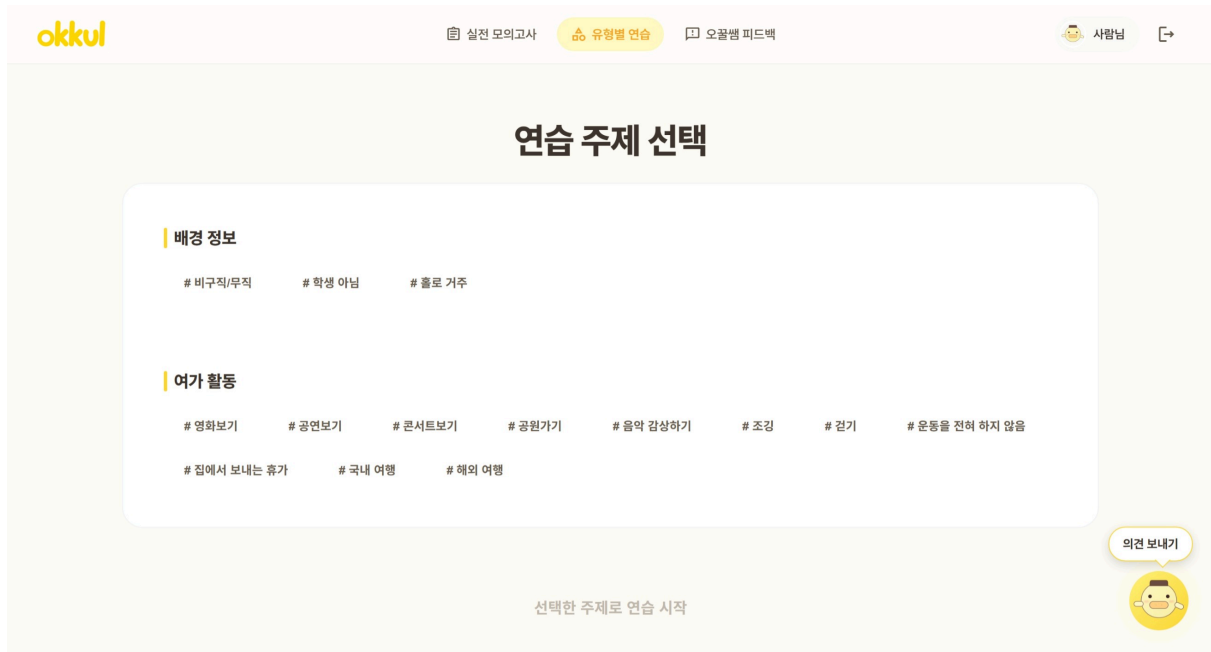 okkul 실전 모의고사 유형별 연습 오꿀쌤 피드백 사람님
연습 주제 선택
배경 정보
# 비구직/무직 # 학생 아님 # 홀로 거주
여가 활동
# 영화보기 # 공연보기 # 콘서트보기 # 공원가기 # 음악 감상하기 # 조깅 # 걷기 # 운동을 전혀 하지 않음
# 집에서 보내는 휴가 # 국내 여행 # 해외 여행
의견 보내기
선택한 주제로 연습 시작